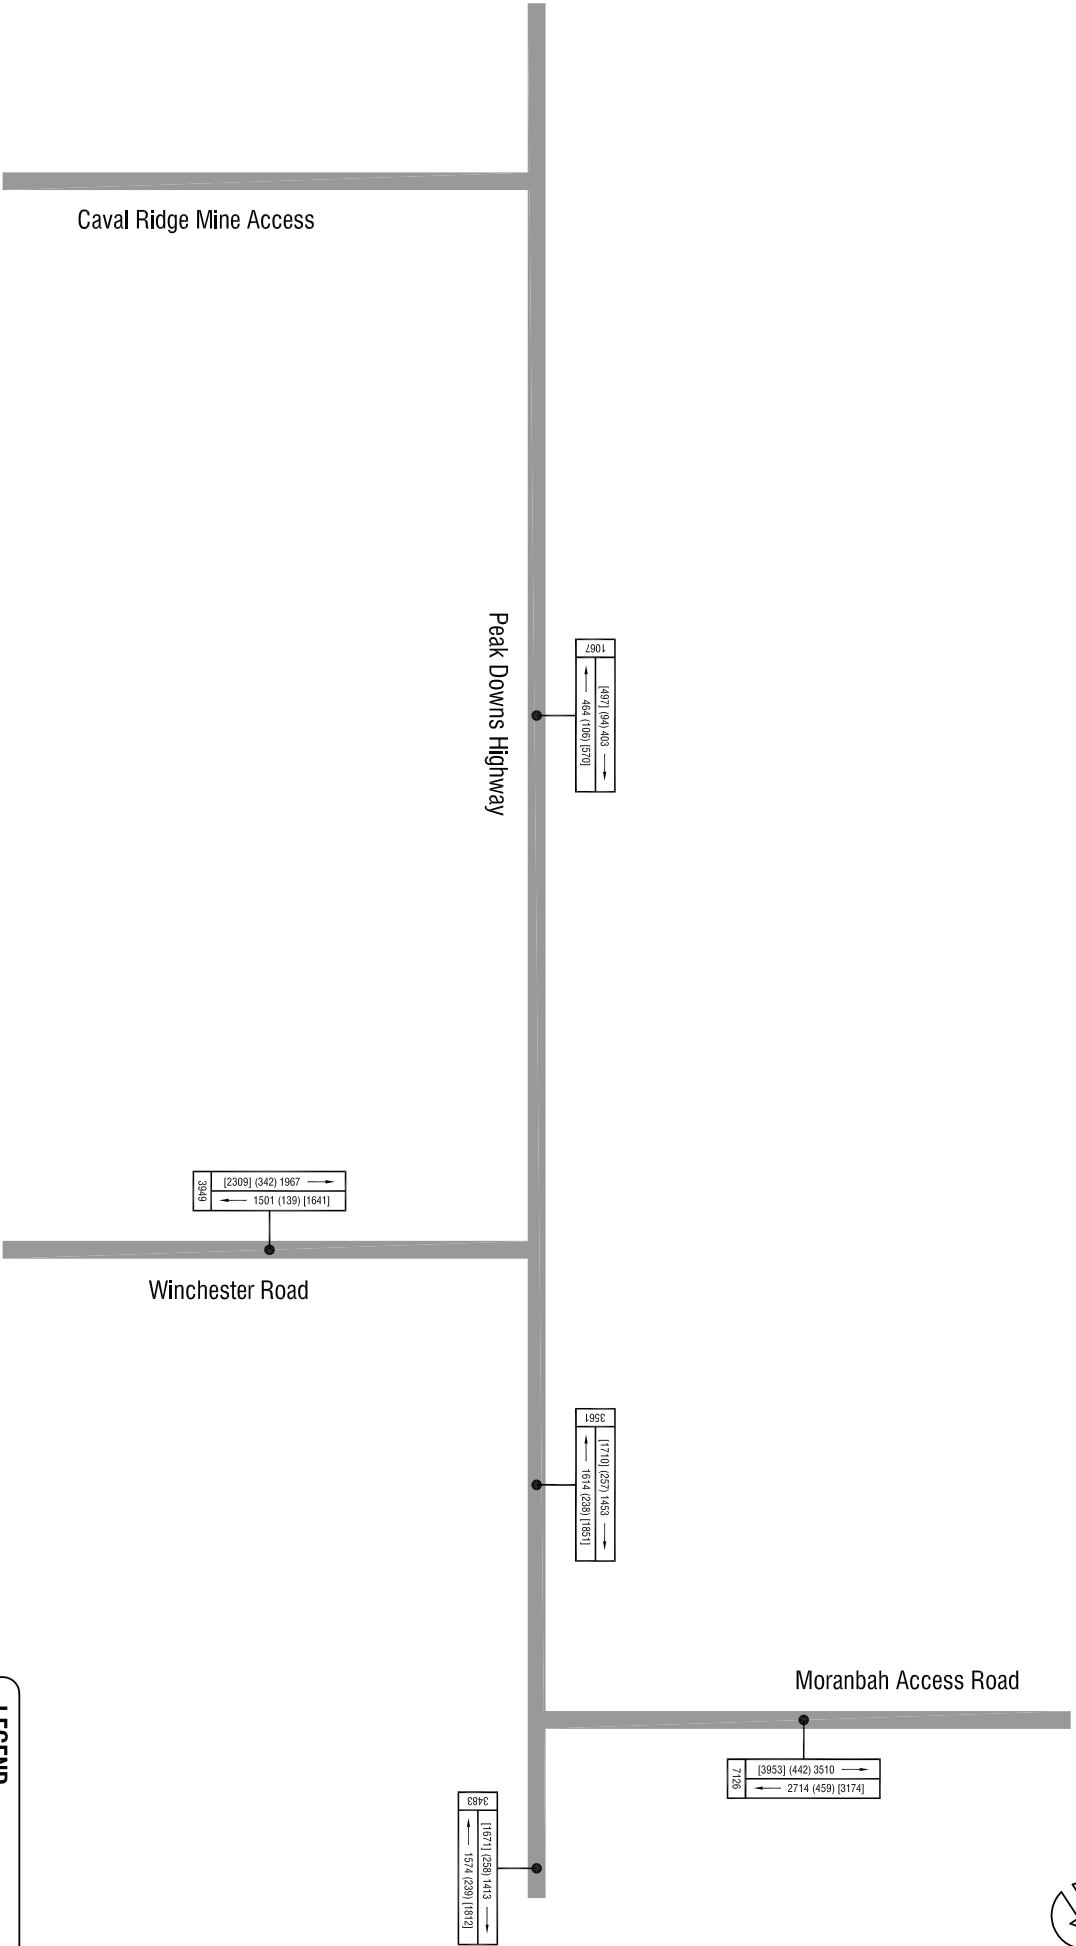 Caval Ridge Mine Access
Peak Downs Highway
1067
[497] (94) 403
464 (106) [570]
3949
[2309] (342) 1967
1501 (139) [1641]
Winchester Road
3561
[1710] (257) 1453
1614 (238) [1851]
Moranbah Access Road
7126
[3953] (442) 3510
2714 (459) [3174]
3483
[1671] (258) 1413
1574 (239) [1812]
LEGEND